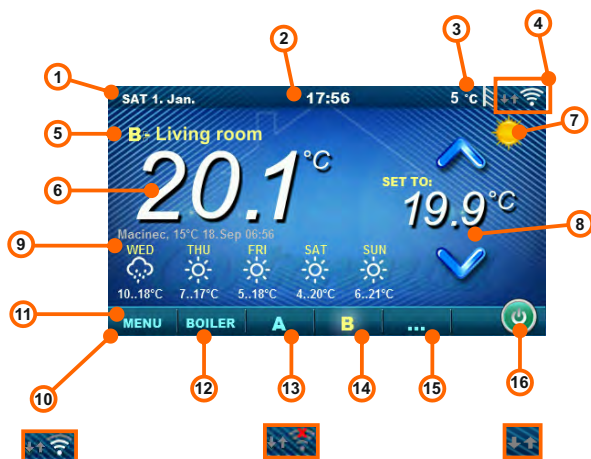 1 2 3 4
SAT 1. Jan. 17:56 5 °C
5 B - Living room 7
6 20.1°C SET TO: 19.9°C 8
Macinec, 15°C 18.Sep 06:56
9 WED THU FRI SAT SUN
10..18°C 7..17°C 5..18°C 4..20°C 6..21°C
11 MENU BOILER A B ...
10 12 13 14 15 16